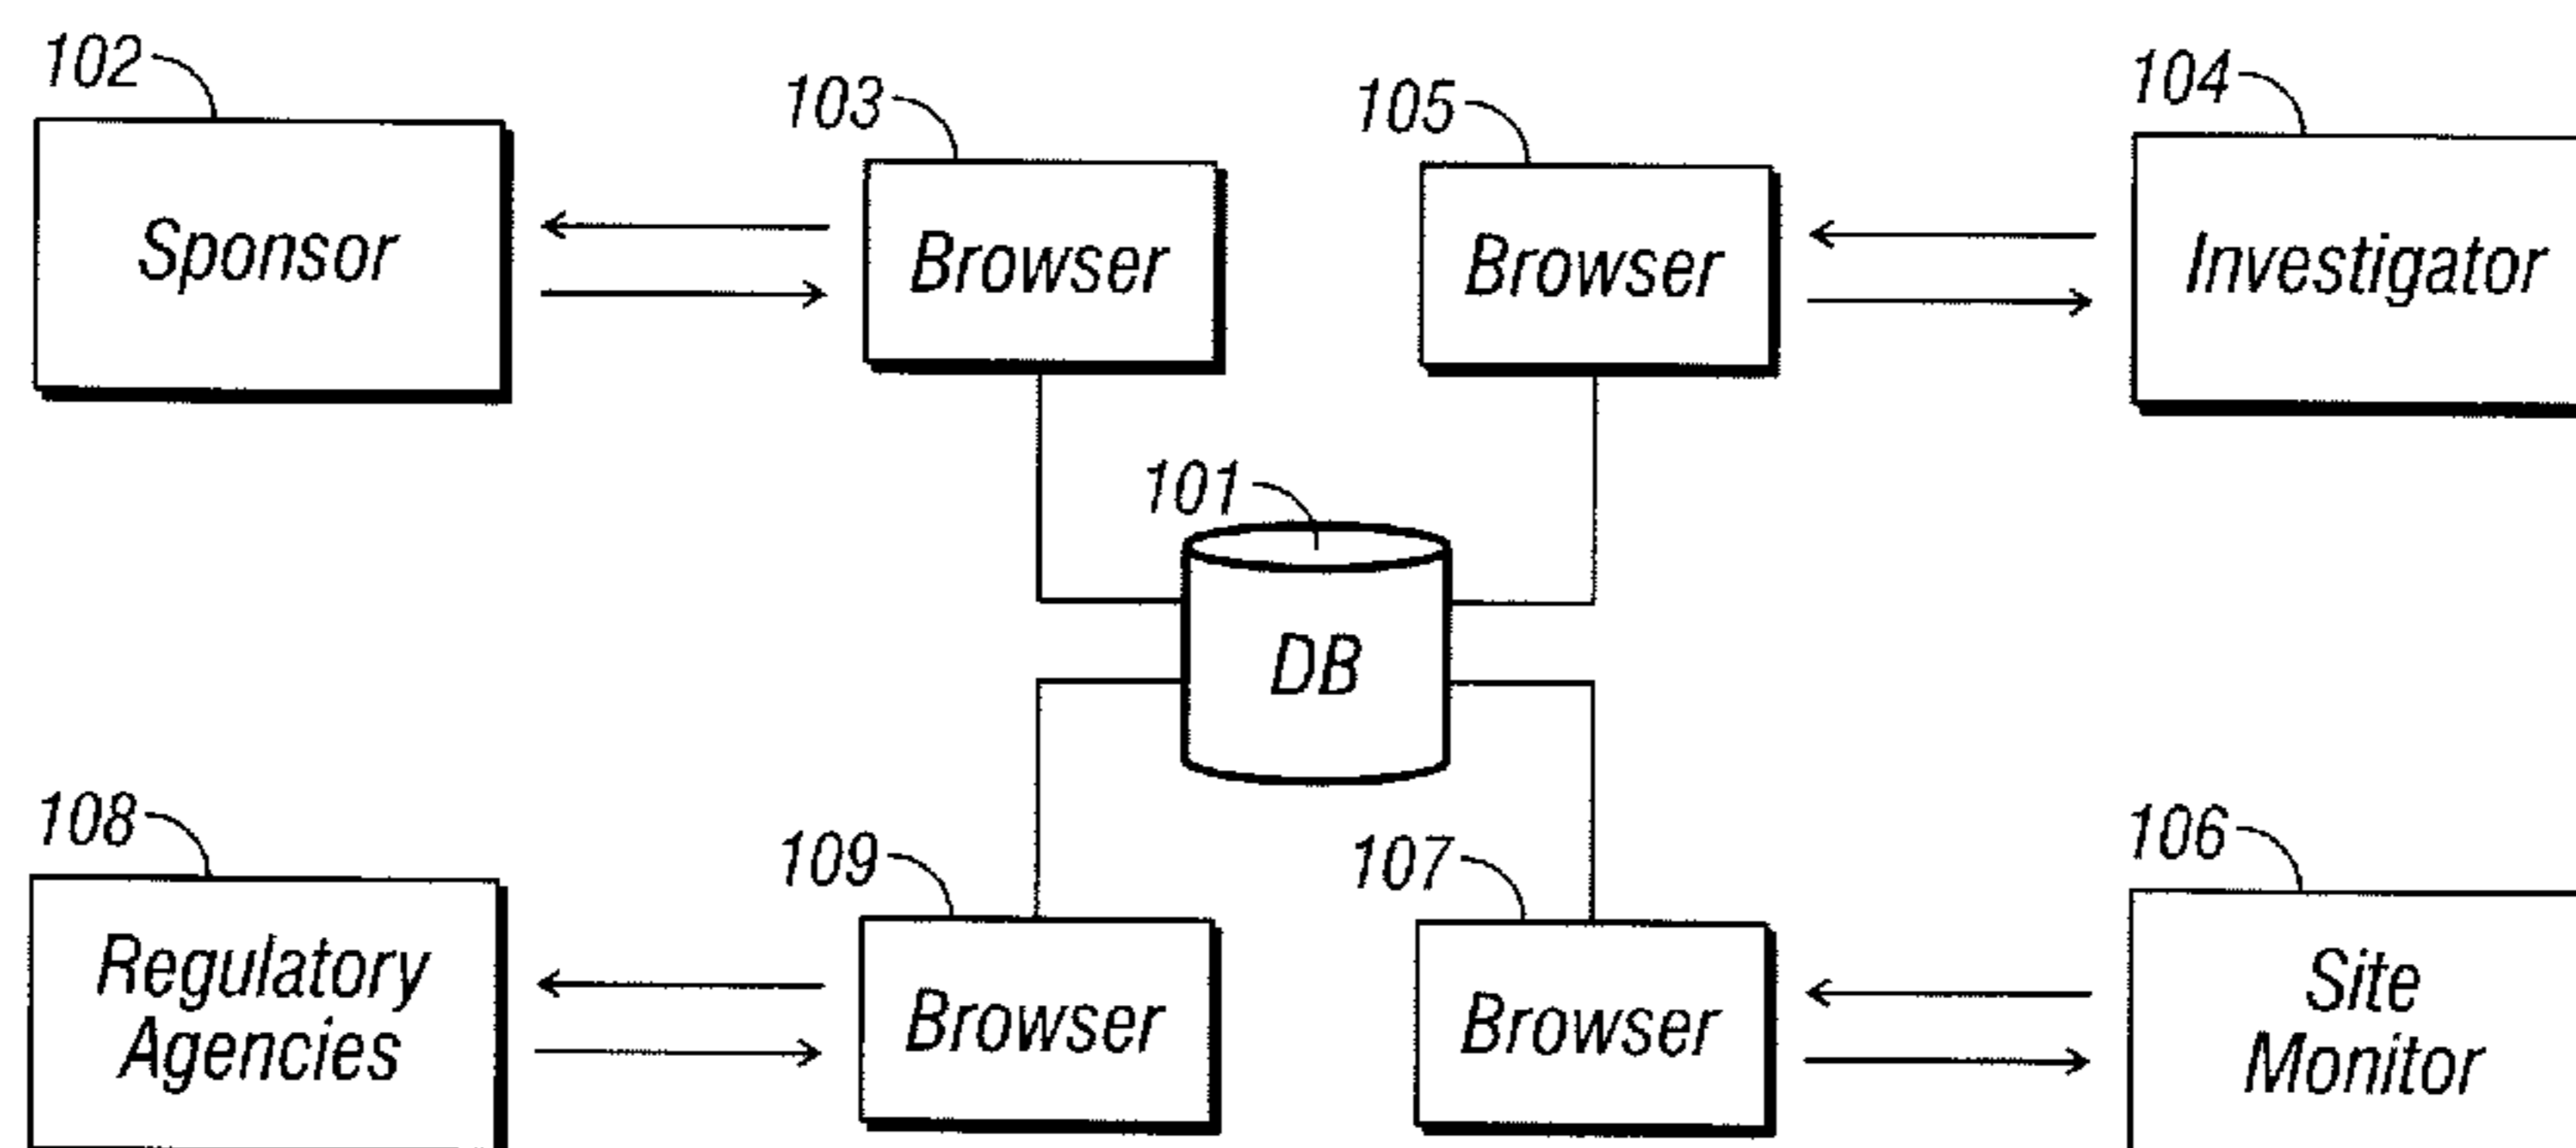 102
103
105
104
Sponsor
Browser
Browser
Investigator
101
DB
108
109
107
106
Regulatory
Agencies
Browser
Browser
Site
Monitor